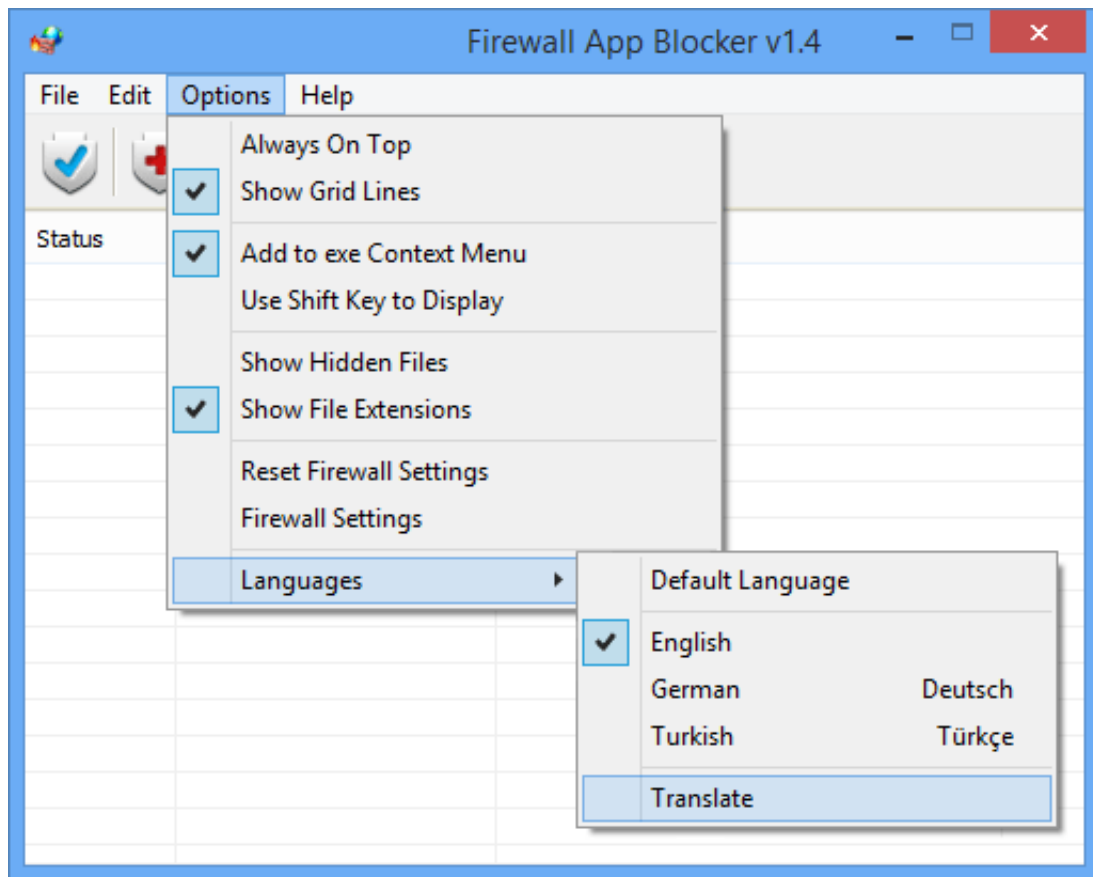 Firewall App Blocker v1.4
File Edit Options Help
Always On Top
Show Grid Lines
Status
Add to exe Context Menu
Use Shift Key to Display
Show Hidden Files
Show File Extensions
Reset Firewall Settings
Firewall Settings
Languages
Default Language
English
German Deutsch
Turkish Türkçe
Translate